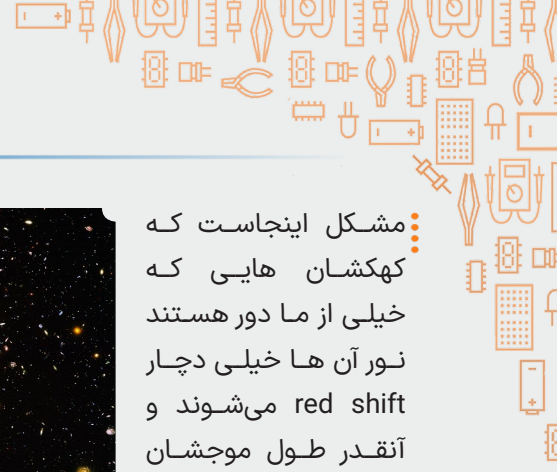 مشکل اینجاست که
کهکشان هایی که
خیلی از ما دور هستند
نور آن ها خیلی دچار
red shift می‌شوند و
آنقدر طول موجشان